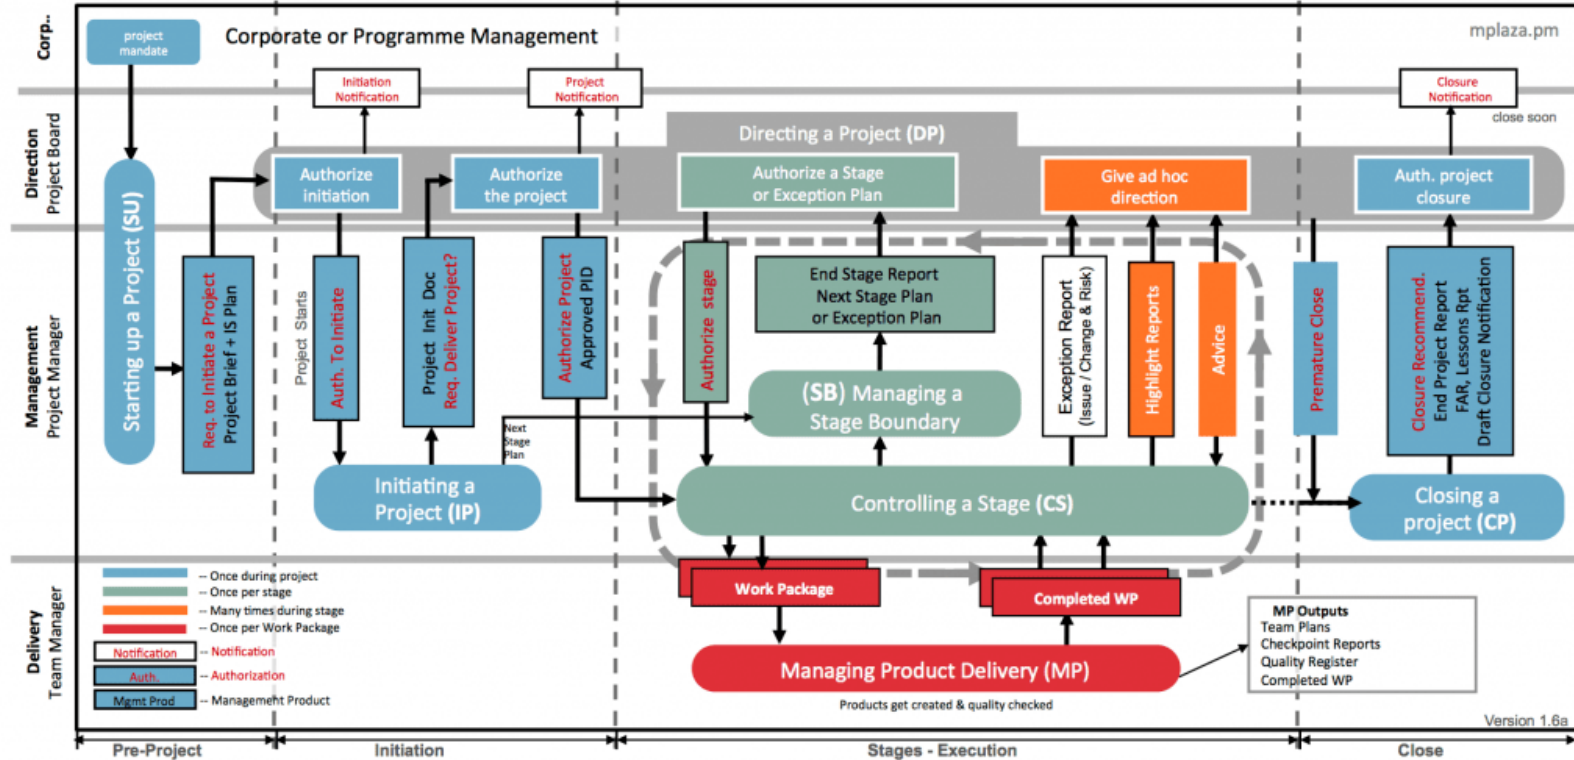 Corp..
project
mandate
Corporate or Programme Management
mplaza.pm
Initiation
Notification
Project
Notification
Closure
Notification
close soon
Direction
Project Board
Directing a Project (DP)
Authorize
initiation
Authorize
the project
Authorize a Stage
or Exception Plan
Give ad hoc
direction
Auth. project
closure
Management
Project Manager
Starting up a Project (SU)
Req. to Initiate a Project
Project Brief + IS Plan
Project Starts
Auth. To Initiate
Project Init Doc
Req. Deliver Project?
Authorize Project
Approved PID
Authorize stage
End Stage Report
Next Stage Plan
or Exception Plan
Exception Report
(Issue / Change & Risk)
Highlight Reports
Advice
Premature Close
Closure Recommend.
End Project Report
FAR, Lessons Rpt
Draft Closure Notification
(SB) Managing a
Stage Boundary
Next
Stage
Plan
Initiating a
Project (IP)
Controlling a Stage (CS)
Closing a
project (CP)
Delivery
Team Manager
-- Once during project
-- Once per stage
-- Many times during stage
-- Once per Work Package
Notification -- Notification
Auth. -- Authorization
Mgmt Prod -- Management Product
Work Package
Completed WP
Managing Product Delivery (MP)
Products get created & quality checked
MP Outputs
Team Plans
Checkpoint Reports
Quality Register
Completed WP
Version 1.6a
Pre-Project
Initiation
Stages - Execution
Close